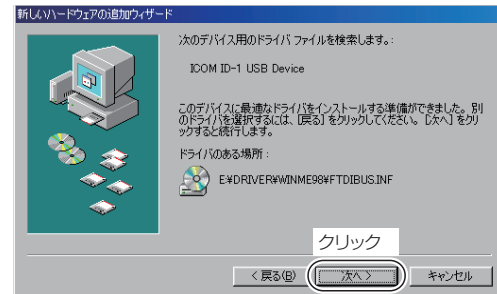 新しいハードウェアの追加ウィザード
次のデバイス用のドライバ ファイルを検索します。:
ICOM ID-1 USB Device
このデバイスに最適なドライバをインストールする準備ができました。別
のドライバを選択するには、[戻る] をクリックしてください。[次へ] をクリ
ックすると続行します。
ドライバのある場所 :
E:¥DRIVER¥WINME98¥FTDIBUS.INF
クリック
< 戻る(B)
次へ >
キャンセル